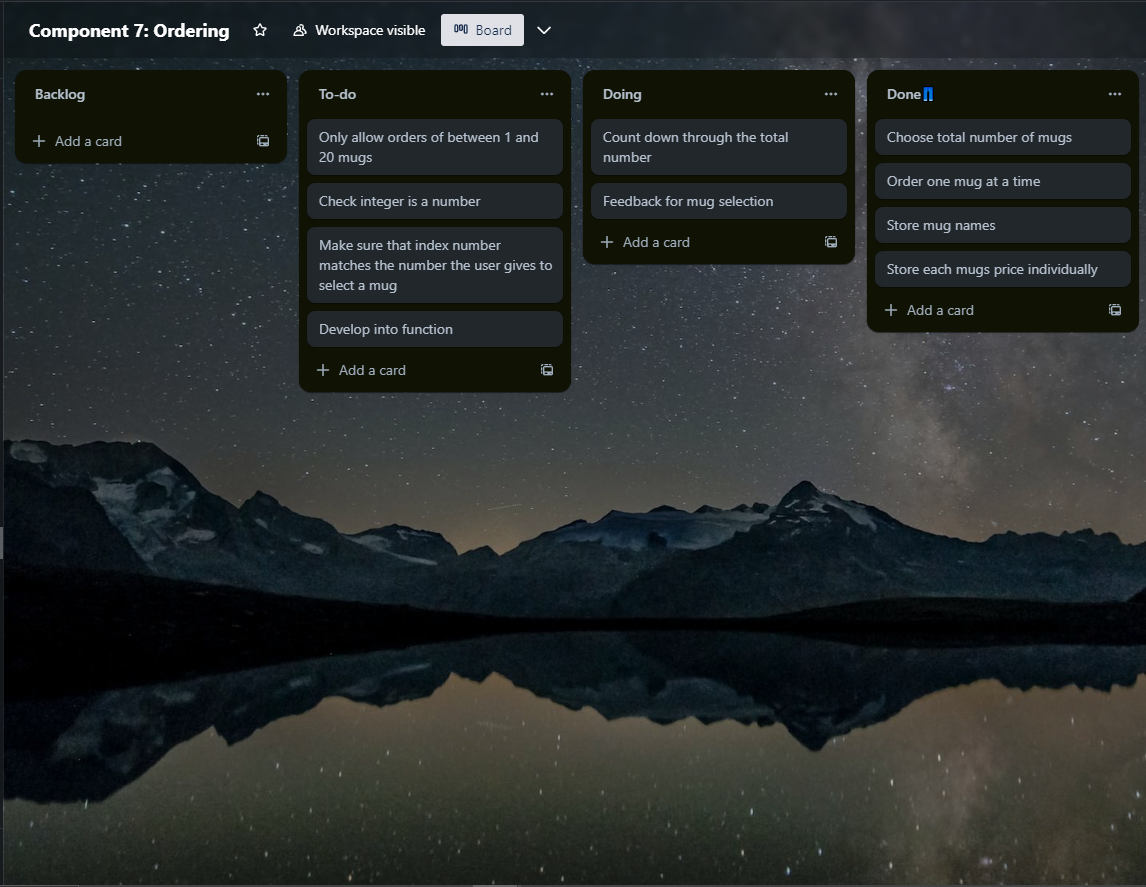 Component 7: Ordering
Workspace visible
Board
Backlog
Add a card
To-do
Only allow orders of between 1 and
20 mugs
Check integer is a number
Make sure that index number
matches the number the user gives to
select a mug
Develop into function
Add a card
Doing
Count down through the total
number
Feedback for mug selection
Add a card
Done👖
Choose total number of mugs
Order one mug at a time
Store mug names
Store each mugs price individually
Add a card